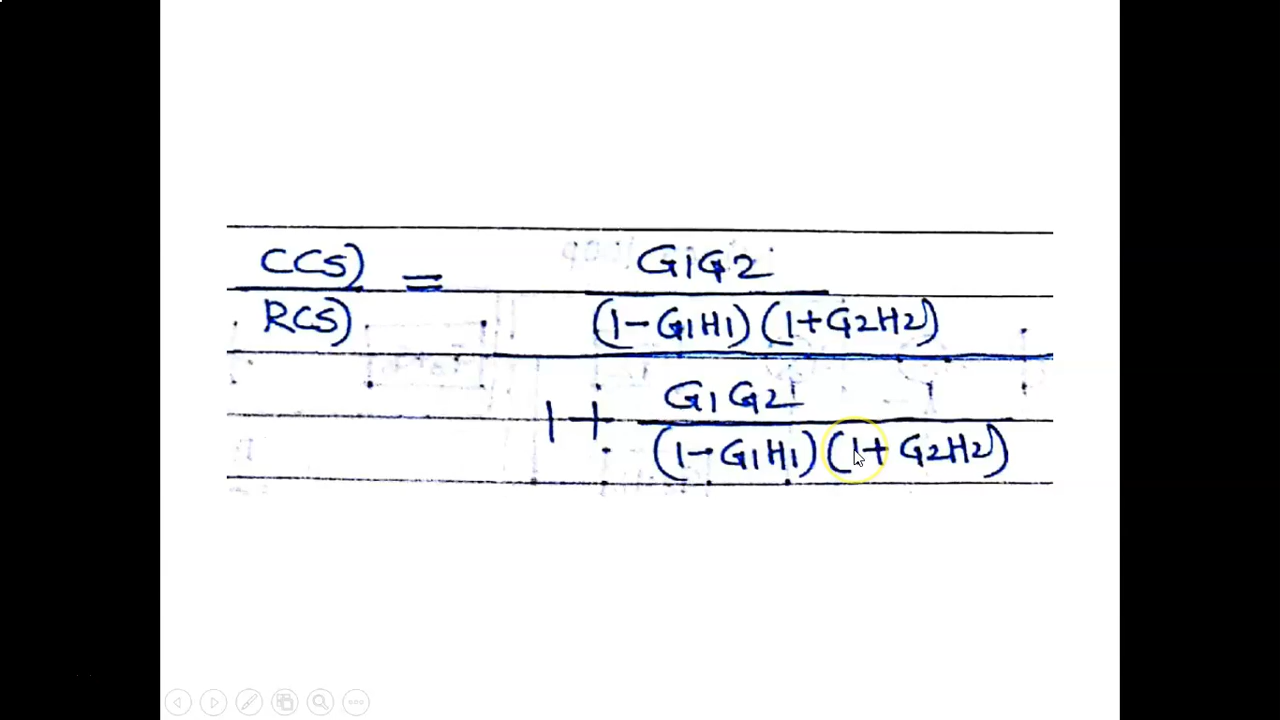 C(S) = G1G2
R(S) (1-G1H1)(1+G2H2)
G1G2
1+ (1-G1H1)(1+G2H2)